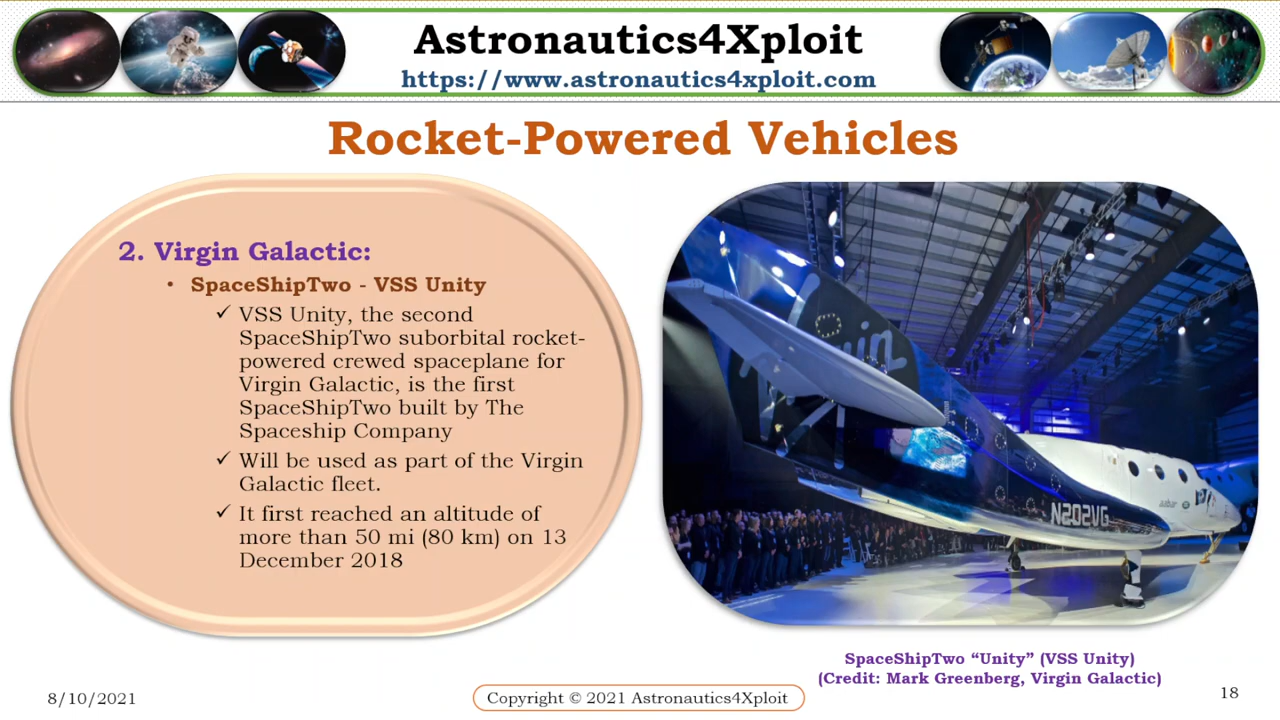 Astronautics4Xploit
https://www.astronautics4xploit.com
Rocket-Powered Vehicles
2. Virgin Galactic:
• SpaceShipTwo - VSS Unity
✓ VSS Unity, the second
SpaceShipTwo suborbital rocket-
powered crewed spaceplane for
Virgin Galactic, is the first
SpaceShipTwo built by The
Spaceship Company
✓ Will be used as part of the Virgin
Galactic fleet.
✓ It first reached an altitude of
more than 50 mi (80 km) on 13
December 2018
N202VG
SpaceShipTwo “Unity” (VSS Unity)
(Credit: Mark Greenberg, Virgin Galactic)
8/10/2021
Copyright © 2021 Astronautics4Xploit
18